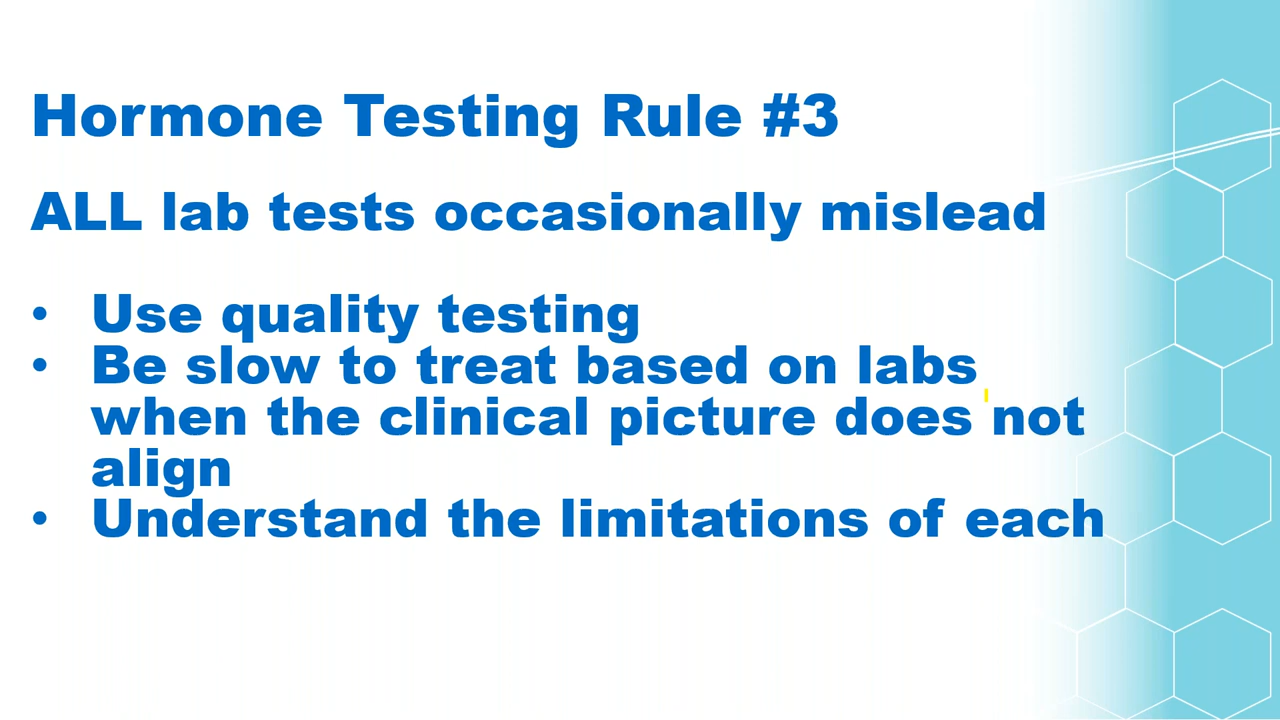 Hormone Testing Rule #3
ALL lab tests occasionally mislead
• Use quality testing
• Be slow to treat based on labs
when the clinical picture does not
align
• Understand the limitations of each